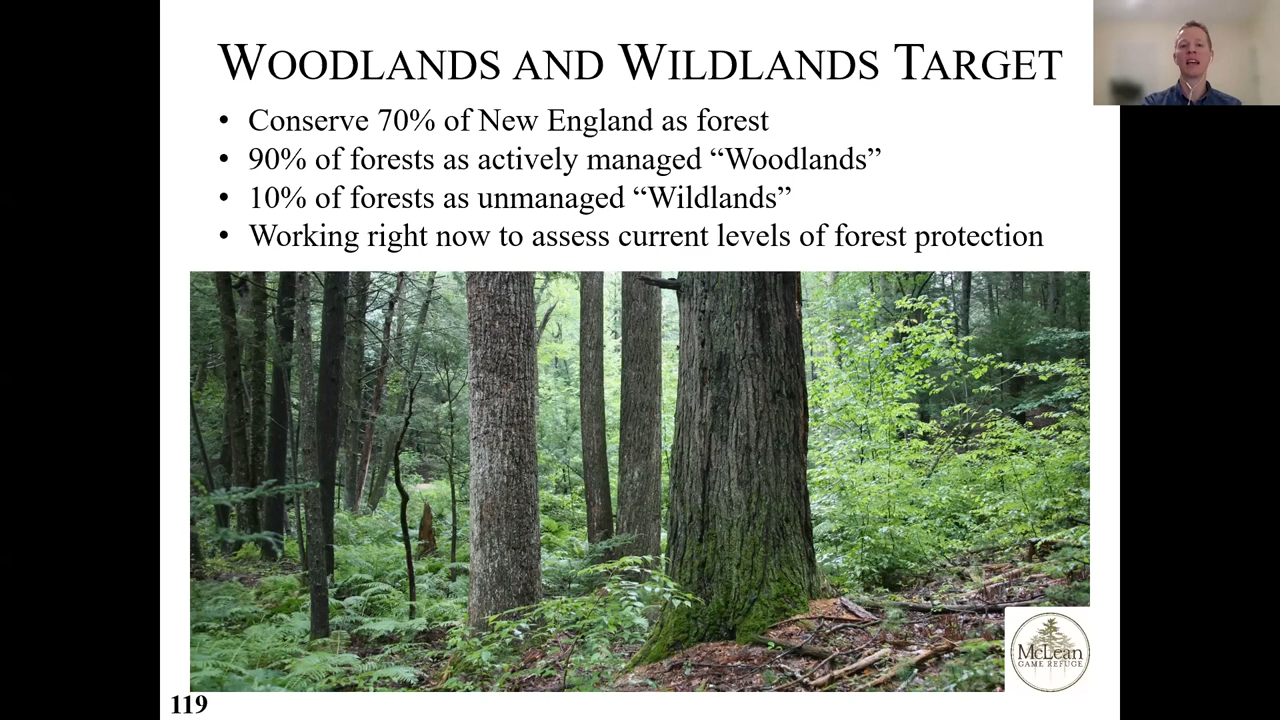 WOODLANDS AND WILDLANDS TARGET
• Conserve 70% of New England as forest
• 90% of forests as actively managed “Woodlands”
• 10% of forests as unmanaged “Wildlands”
• Working right now to assess current levels of forest protection
McLean
GAME REFUGE
119